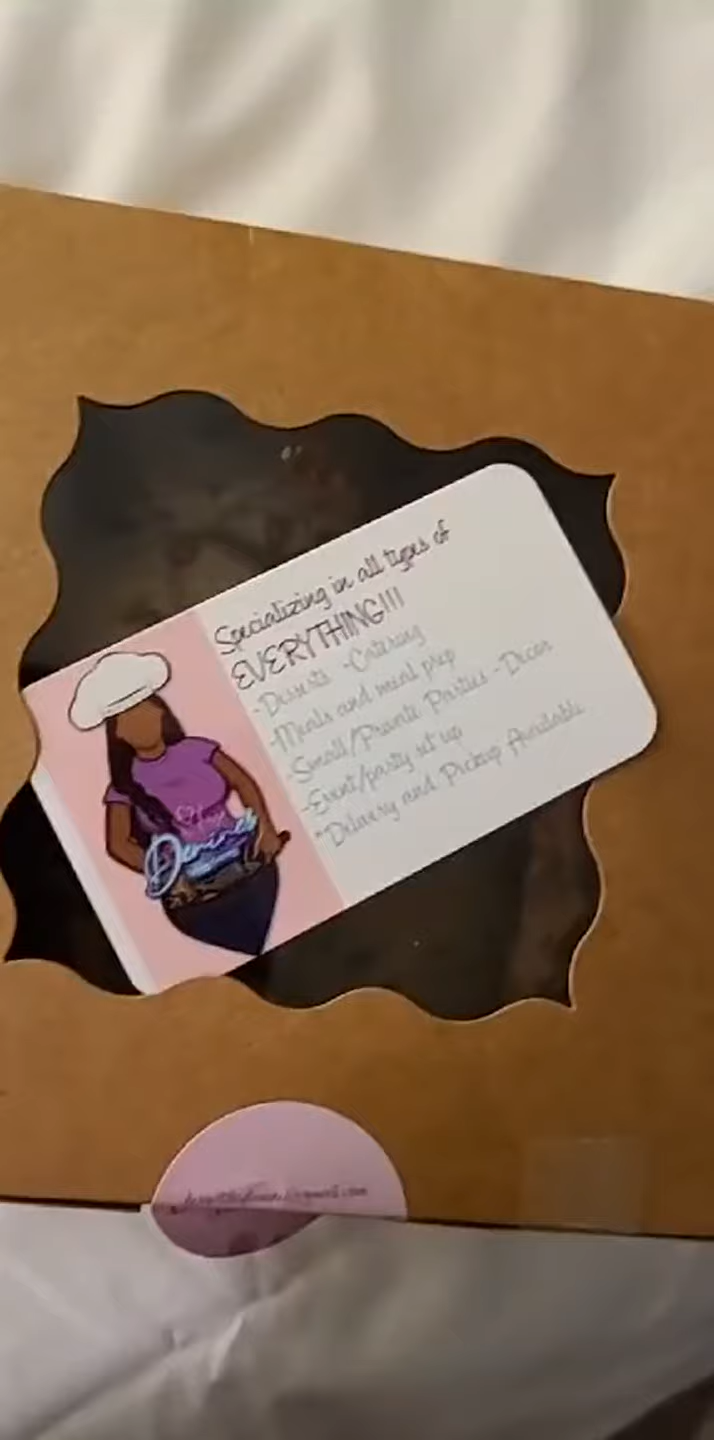 Specializing in all types of
EVERYTHING!!!
-Desserts -Catering
-Meals and meal prep
-Small/Private Parties -Decor
-Event/party set up
*Delivery and Pickup Available